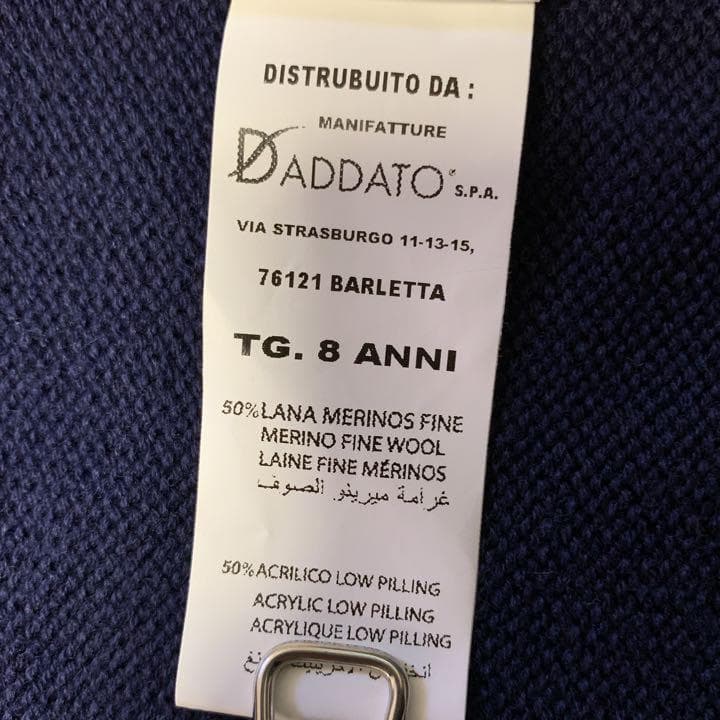 DISTRUBUITO DA :
MANIFATTURE
DADDATO S.P.A.
VIA STRASBURGO 11-13-15,
76121 BARLETTA
TG. 8 ANNI
50% LANA MERINOS FINE
MERINO FINE WOOL
LAINE FINE MÉRINOS
غرامة ميرينو الصوف
50% ACRILICO LOW PILLING
ACRYLIC LOW PILLING
ACRYLIQUE LOW PILLING